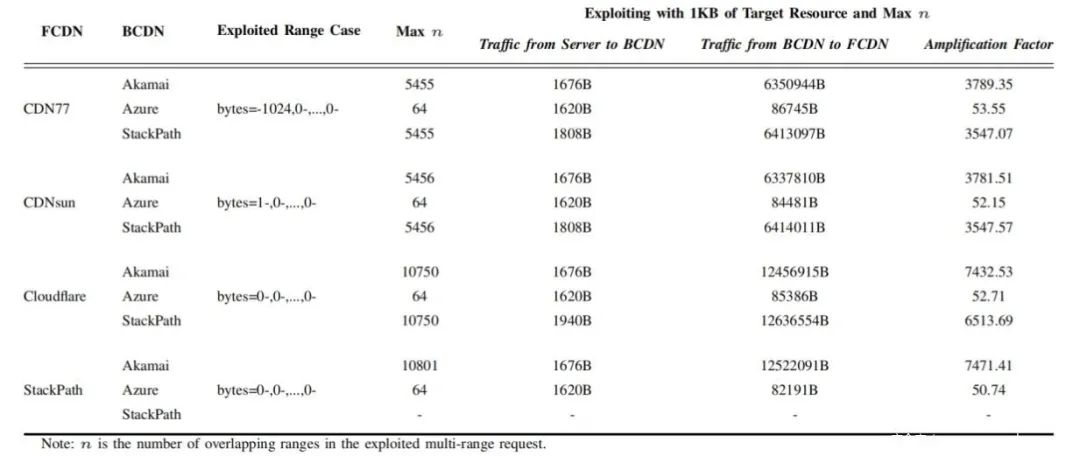 FCDN BCDN Exploited Range Case Max n Exploiting with 1KB of Target Resource and Max n
Traffic from Server to BCDN Traffic from BCDN to FCDN Amplification Factor
Akamai 5455 1676B 6350944B 3789.35
CDN77 Azure bytes=-1024,0-,...,0- 64 1620B 86745B 53.55
StackPath 5455 1808B 6413097B 3547.07
Akamai 5456 1676B 6337810B 3781.51
CDNsun Azure bytes=1-,0-,...,0- 64 1620B 84481B 52.15
StackPath 5456 1808B 6414011B 3547.57
Akamai 10750 1676B 12456915B 7432.53
Cloudflare Azure bytes=0-,0-,...,0- 64 1620B 85386B 52.71
StackPath 10750 1940B 12636554B 6513.69
Akamai 10801 1676B 12522091B 7471.41
StackPath Azure bytes=0-,0-,...,0- 64 1620B 82191B 50.74
StackPath - - - -
Note: n is the number of overlapping ranges in the exploited multi-range request.